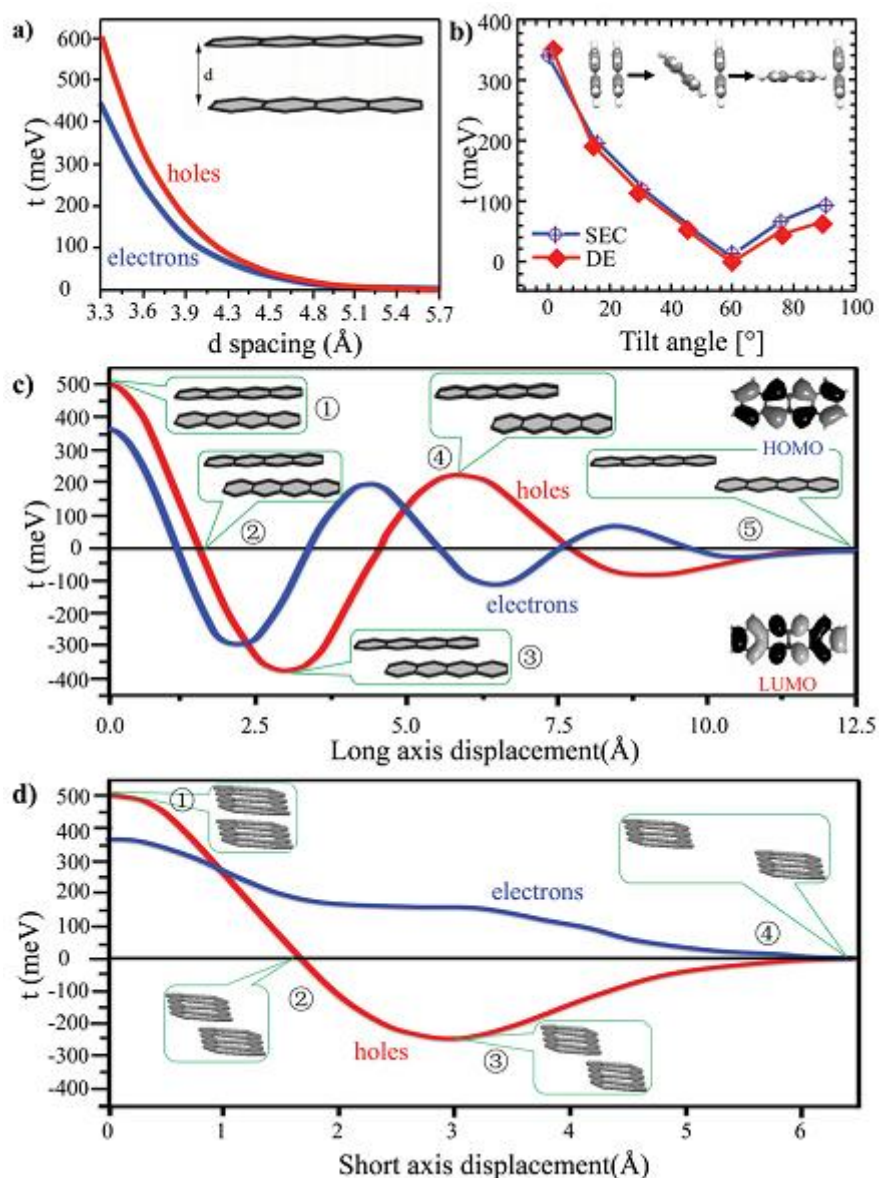 a)
600
500
400
300
200
100
0
t (meV)
d
holes
electrons
3.3 3.6 3.9 4.3 4.5 4.8 5.1 5.4 5.7
d spacing (Å)
b)
400
300
200
100
0
t (meV)
SEC
DE
0 20 40 60 80 100
Tilt angle [°]
c)
500
400
300
200
100
0
-100
-200
-300
-400
t (meV)
①
②
③
④
⑤
holes
electrons
HOMO
LUMO
0.0 2.5 5.0 7.5 10.0 12.5
Long axis displacement(Å)
d)
500
400
300
200
100
0
-100
-200
-300
-400
t (meV)
①
②
③
④
electrons
holes
0 1 2 3 4 5 6
Short axis displacement(Å)